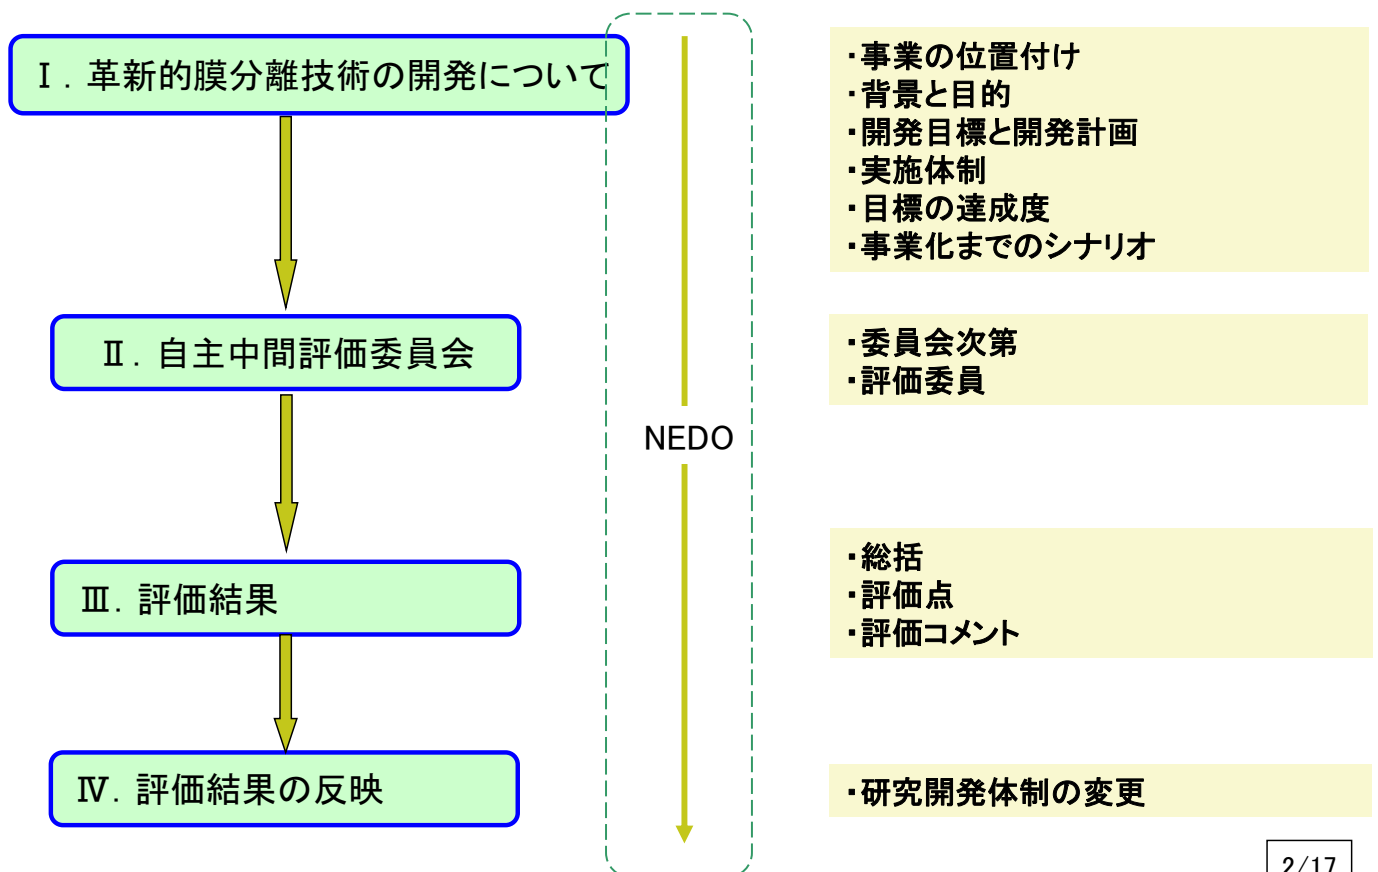 Ⅰ. 革新的膜分離技術の開発について
・事業の位置付け
・背景と目的
・開発目標と開発計画
・実施体制
・目標の達成度
・事業化までのシナリオ
Ⅱ. 自主中間評価委員会
・委員会次第
・評価委員
NEDO
Ⅲ. 評価結果
・総括
・評価点
・評価コメント
Ⅳ. 評価結果の反映
・研究開発体制の変更
2/17